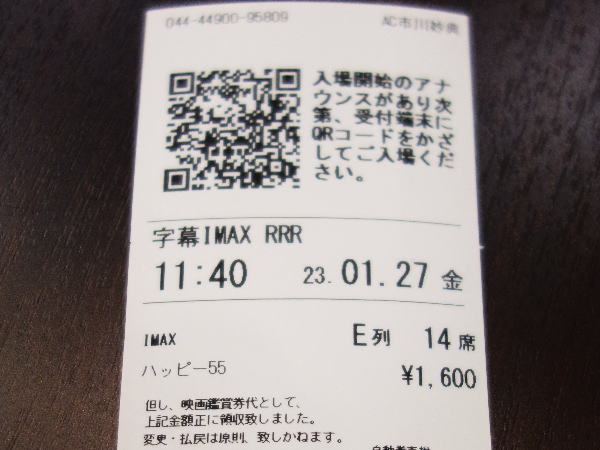 044-44900-95809 AC市川妙典
入場開始のアナ
ウンスがあり次
第、受付端末に
QRコードをかざ
してご入場くだ
さい。
字幕IMAX RRR
11:40 23.01.27 金
IMAX E列 14席
ハッピー55 ¥1,600
但し、映画鑑賞券代として、
上記金額正に領収致しました。
変更・払戻は原則、致しかねます。